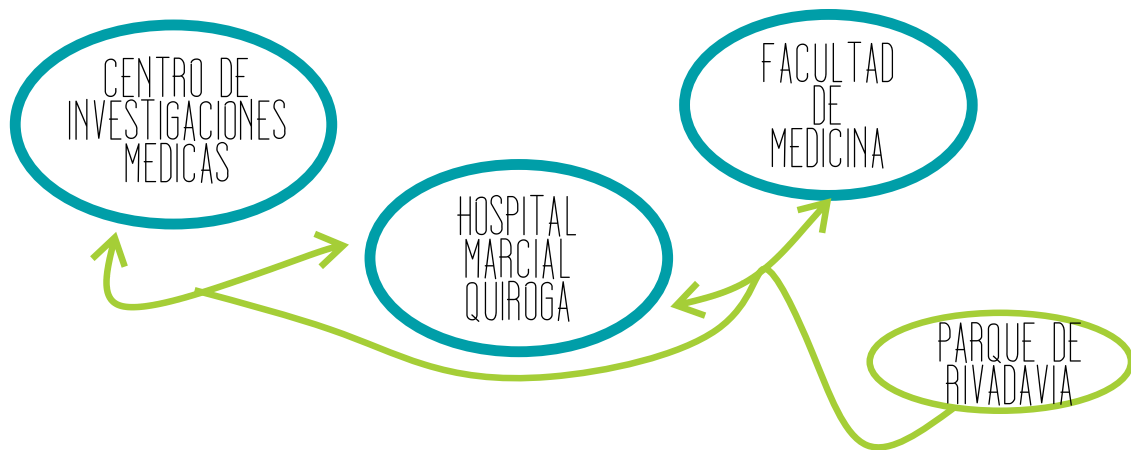 CENTRO DE
INVESTIGACIONES
MEDICAS
HOSPITAL
MARCIAL
QUIROGA
FACULTAD
DE
MEDICINA
PARQUE DE
RIVADAVIA